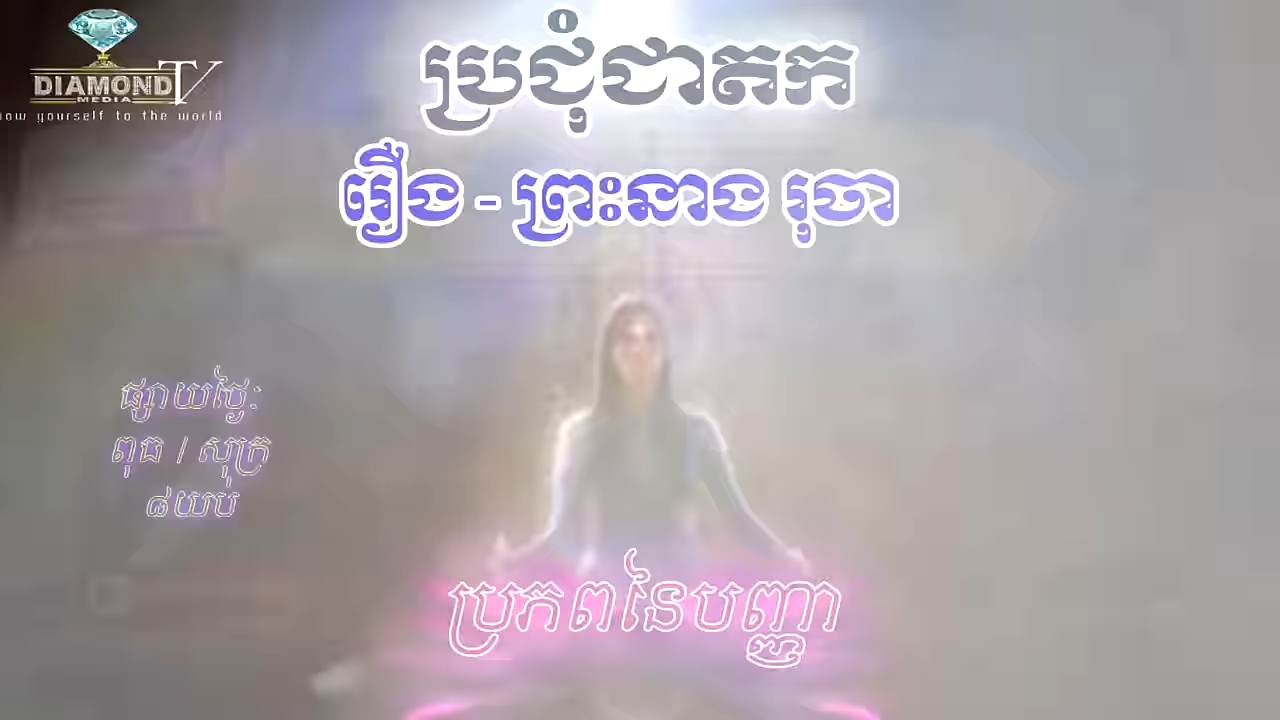 DIAMOND TV
MEDIA
now yourself to the world
ប្រជុំជាតក
រឿង - ព្រះនាង រុចា
ផ្សាយថ្ងៃ:
ពុធ / សុក្រ
៨យប់
ប្រភពនៃបញ្ញា